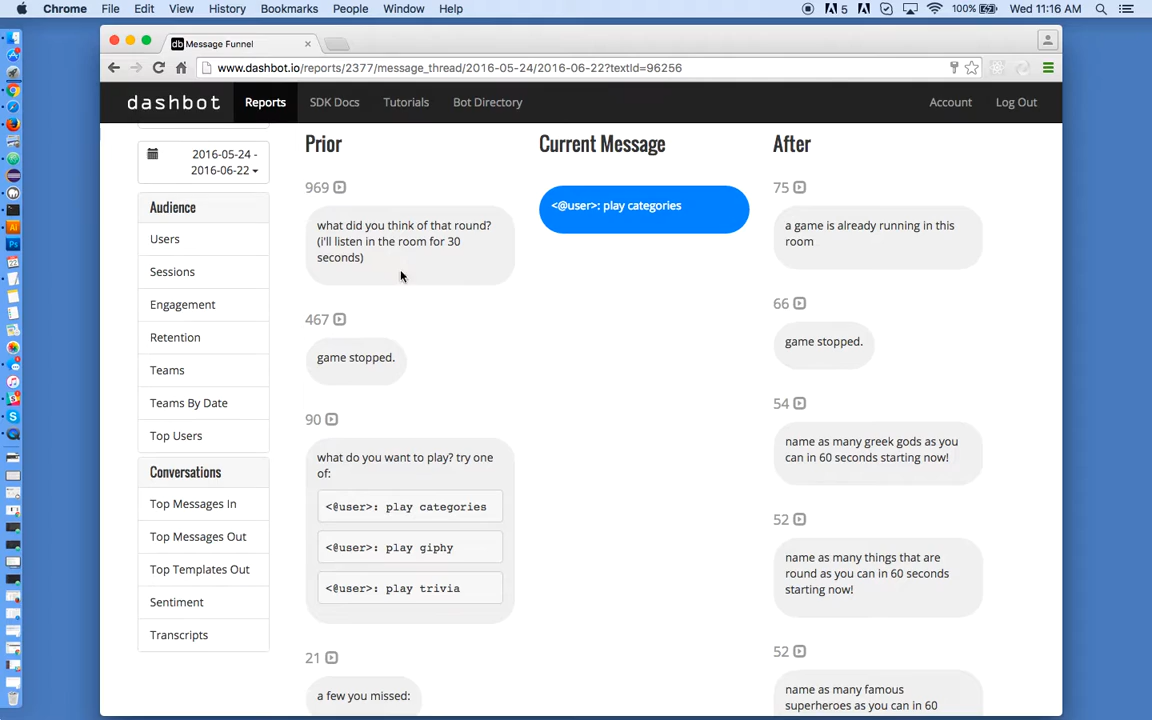 Chrome File Edit View History Bookmarks People Window Help
5 100% Wed 11:16 AM
db Message Funnel
www.dashbot.io/reports/2377/message_thread/2016-05-24/2016-06-22?textId=96256
dashbot Reports SDK Docs Tutorials Bot Directory Account Log Out
2016-05-24 -
2016-06-22
Audience
Users
Sessions
Engagement
Retention
Teams
Teams By Date
Top Users
Conversations
Top Messages In
Top Messages Out
Top Templates Out
Sentiment
Transcripts
Prior
969
what did you think of that round?
(i'll listen in the room for 30
seconds)
467
game stopped.
90
what do you want to play? try one
of:
<@user>: play categories
<@user>: play giphy
<@user>: play trivia
21
a few you missed:
Current Message
<@user>: play categories
After
75
a game is already running in this
room
66
game stopped.
54
name as many greek gods as you
can in 60 seconds starting now!
52
name as many things that are
round as you can in 60 seconds
starting now!
52
name as many famous
superheroes as you can in 60